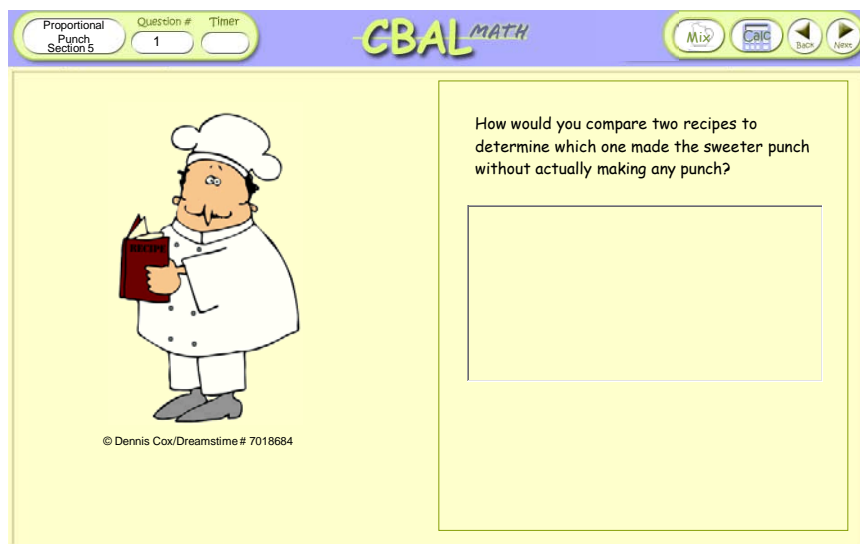 Proportional
Punch
Section 5
Question #
1
Timer
CBAL MATH
Mix
Calc
Back
Next
RECIPE
© Dennis Cox/Dreamstime # 7018684
How would you compare two recipes to
determine which one made the sweeter punch
without actually making any punch?